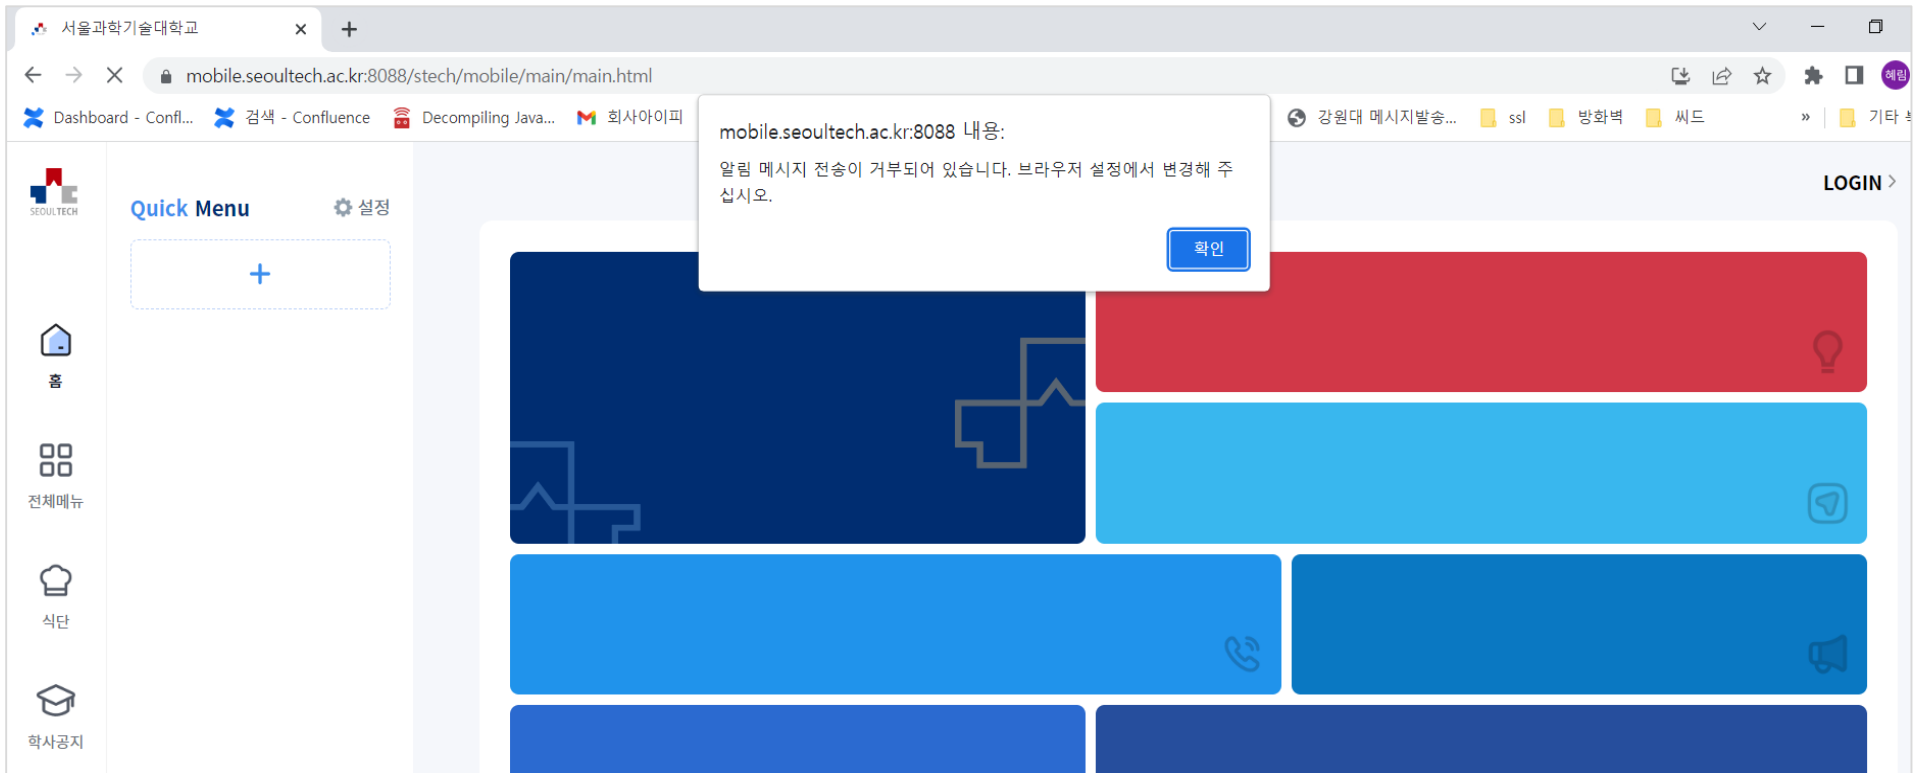 서울과학기술대학교
mobile.seoultech.ac.kr:8088/stech/mobile/main/main.html
혜림
Dashboard - Confl...
검색 - Confluence
Decompiling Java...
회사아이피
강원대 메시지발송...
ssl
방화벽
씨드
»
기타
mobile.seoultech.ac.kr:8088 내용:
알림 메시지 전송이 거부되어 있습니다. 브라우저 설정에서 변경해 주
십시오.
확인
SEOULTECH
Quick Menu
설정
LOGIN
홈
전체메뉴
식단
학사공지